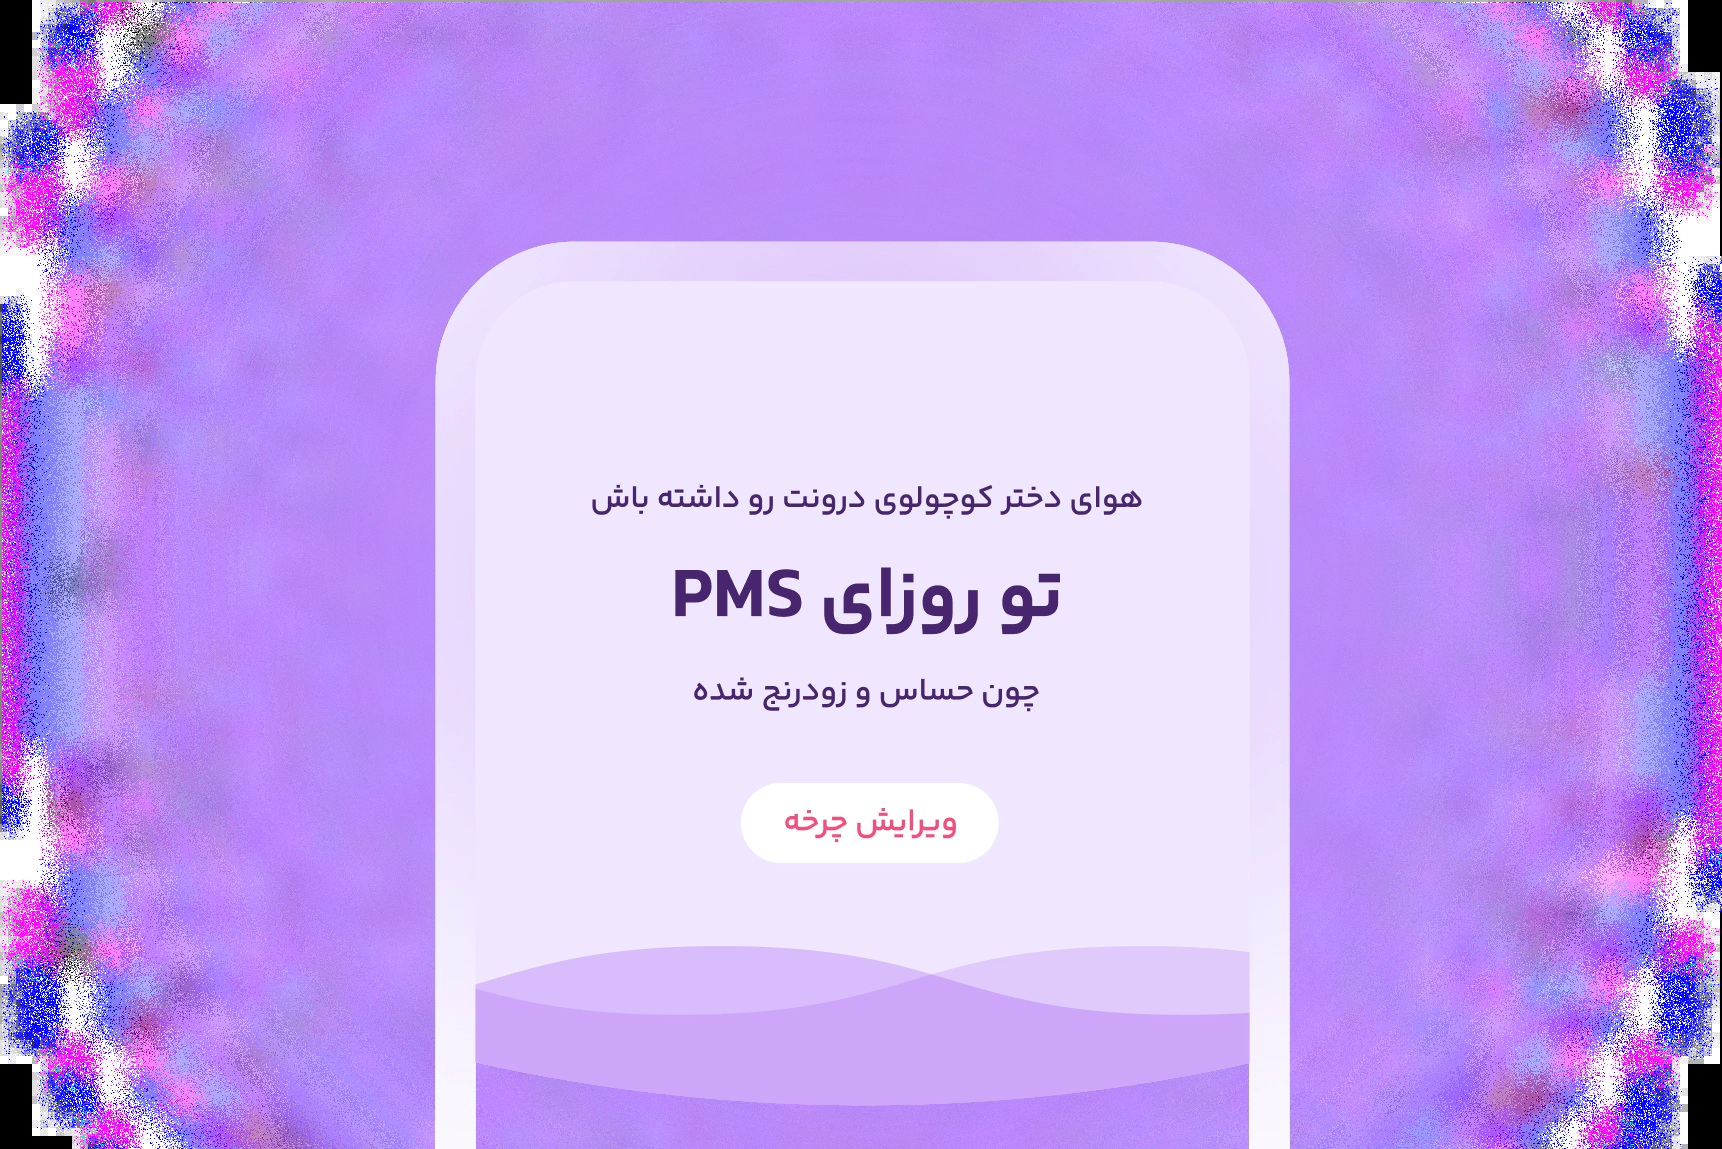 هوای دختر کوچولوی درونت رو داشته باش
تو روزای PMS
چون حساس و زودرنج شده
ویرایش چرخه